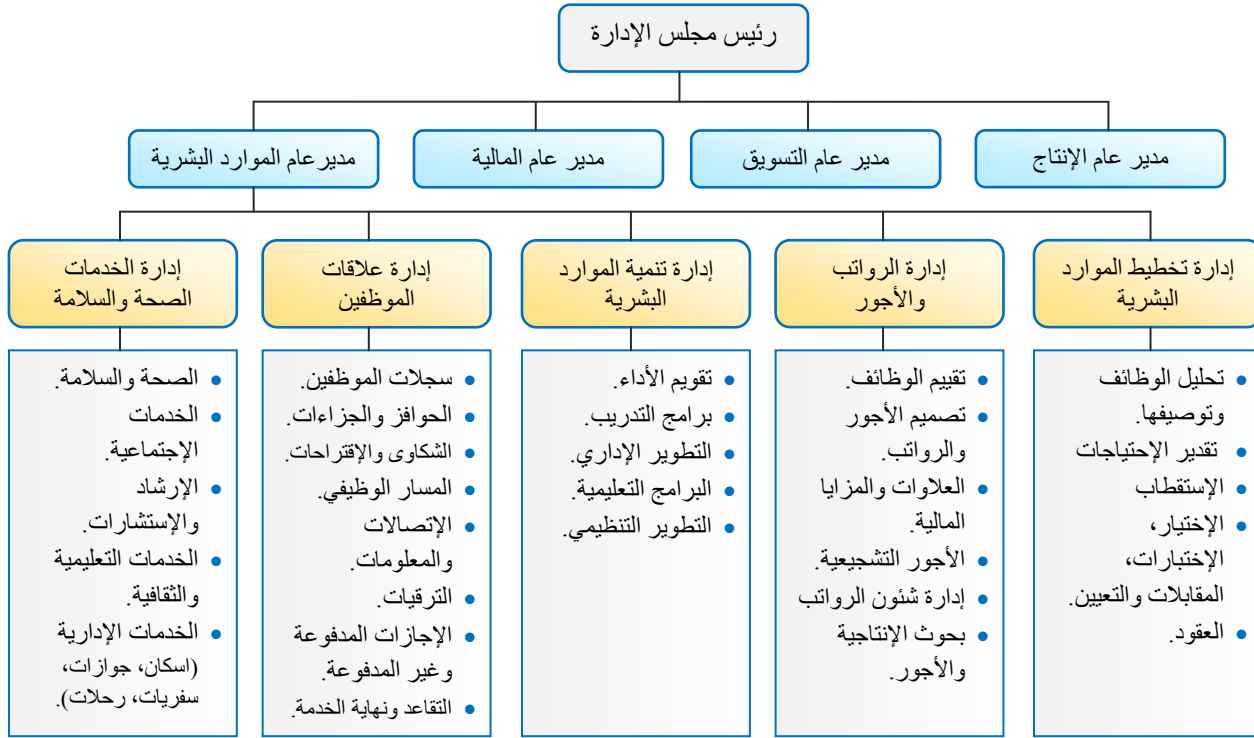 رئيس مجلس الإدارة
مدير عام الإنتاج
مدير عام التسويق
مدير عام المالية
مديرعام الموارد البشرية
إدارة تخطيط الموارد
البشرية
إدارة الرواتب
والأجور
إدارة تنمية الموارد
البشرية
إدارة علاقات
الموظفين
إدارة الخدمات
الصحة والسلامة
• تحليل الوظائف
وتوصيفها.
• تقدير الإحتياجات
• الإستقطاب
• الإختيار،
الإختبارات،
المقابلات والتعيين.
• العقود.
• تقييم الوظائف.
• تصميم الأجور
والرواتب.
• العلاوات والمزايا
المالية.
• الأجور التشجيعية.
• إدارة شئون الرواتب
• بحوث الإنتاجية
والأجور.
• تقويم الأداء.
• برامج التدريب.
• التطوير الإداري.
• البرامج التعليمية.
• التطوير التنظيمي.
• سجلات الموظفين.
• الحوافز والجزاءات.
• الشكاوى والإقتراحات.
• المسار الوظيفي.
• الإتصالات
والمعلومات.
• الترقيات.
• الإجازات المدفوعة
وغير المدفوعة.
• التقاعد ونهاية الخدمة.
• الصحة والسلامة.
• الخدمات
الإجتماعية.
• الإرشاد
والإستشارات.
• الخدمات التعليمية
والثقافية.
• الخدمات الإدارية
(اسكان، جوازات،
سفريات، رحلات).